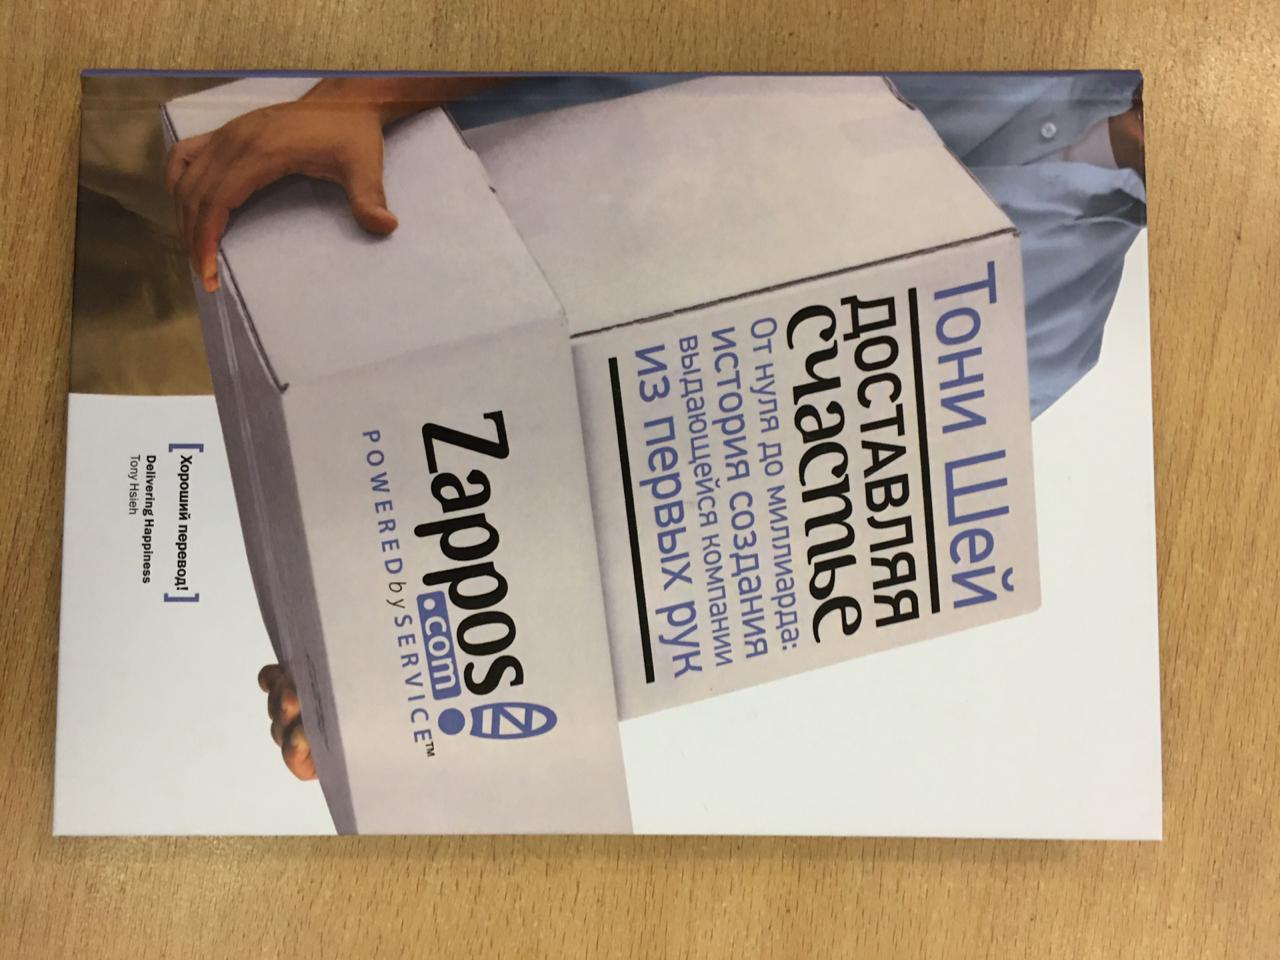 Тони Шей
ДОСТАВЛЯЯ
счастье
От нуля до миллиарда:
история создания
выдающейся компании
из первых рук
Zappos
.com
POWERED by SERVICE™
[Хороший перевод!]
Delivering Happiness
Tony Hsieh